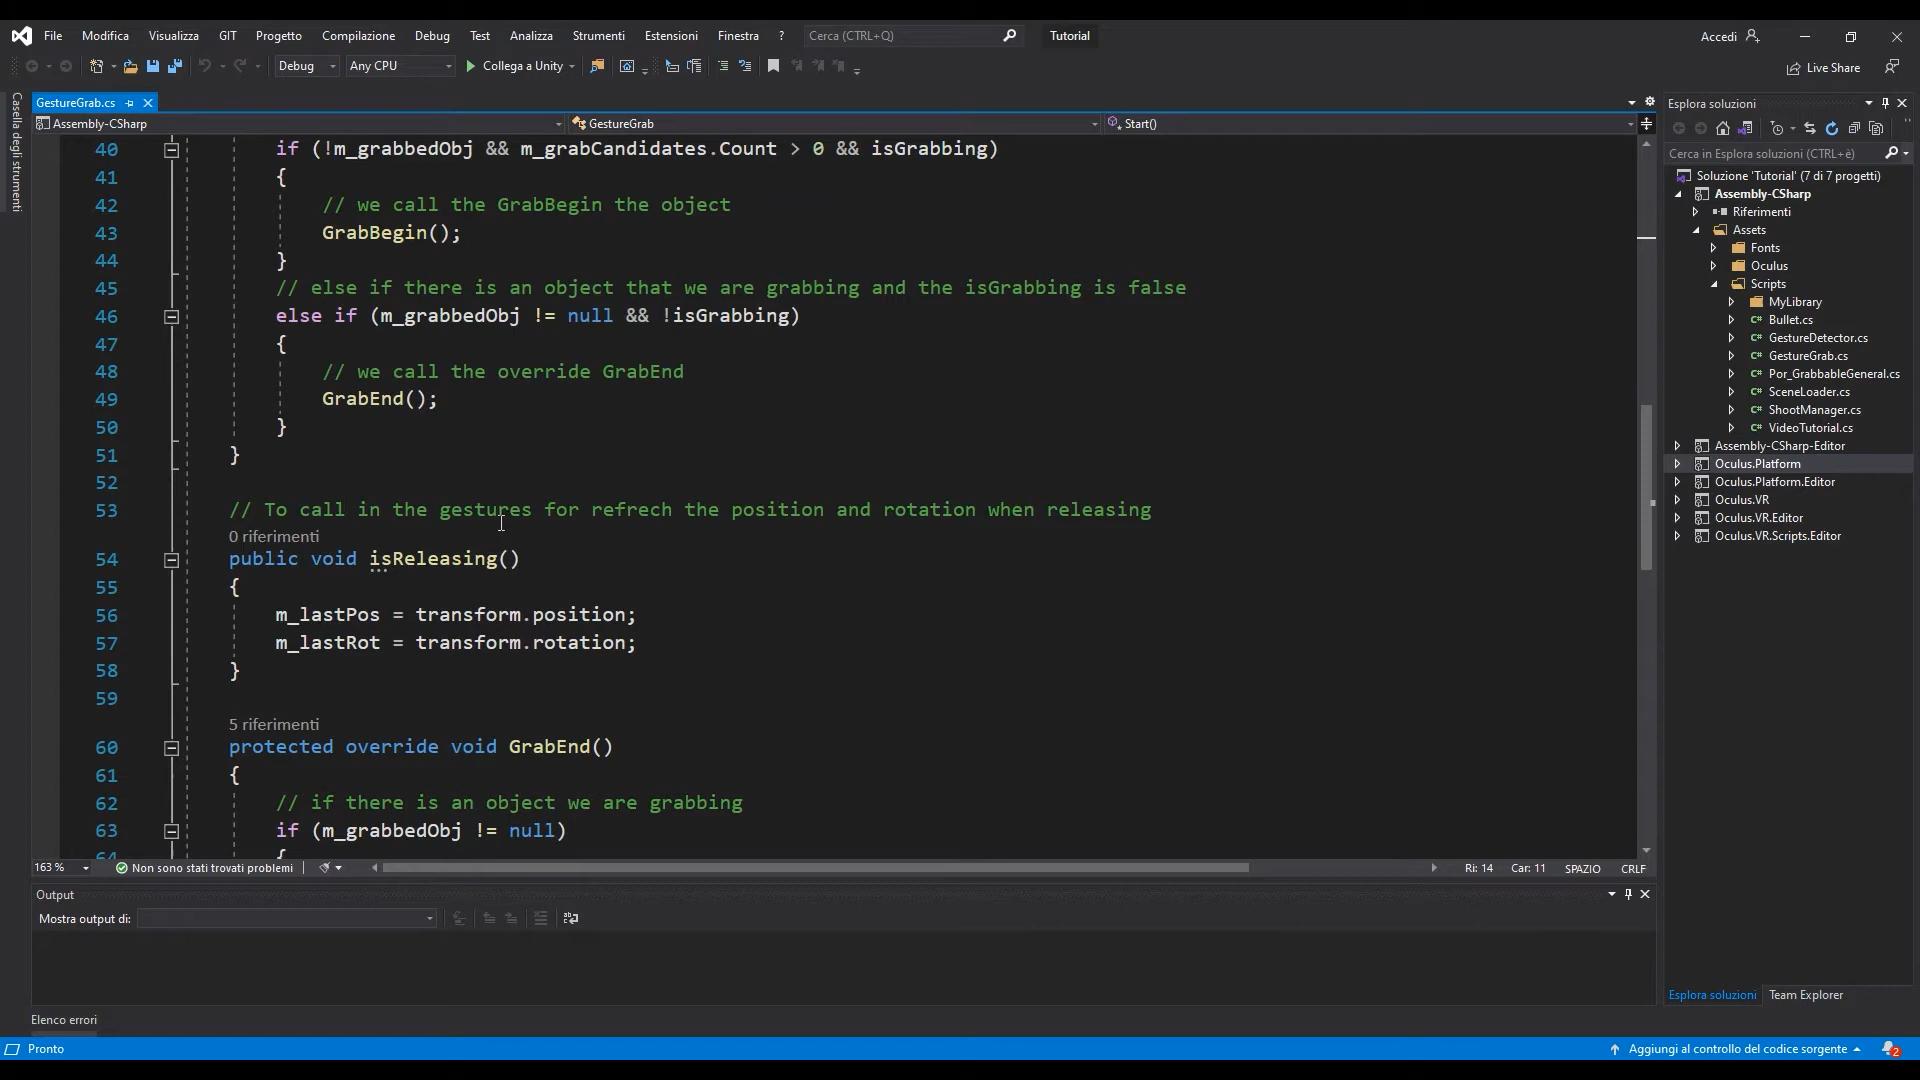 File Modifica Visualizza GIT Progetto Compilazione Debug Test Analizza Strumenti Estensioni Finestra ? Cerca (CTRL+Q) Tutorial Accedi
Debug Any CPU Collega a Unity Live Share
Casella degli strumenti
GestureGrab.cs
Assembly-CSharp GestureGrab Start()
40 if (!m_grabbedObj && m_grabCandidates.Count > 0 && isGrabbing)
41 {
42 // we call the GrabBegin the object
43 GrabBegin();
44 }
45 // else if there is an object that we are grabbing and the isGrabbing is false
46 else if (m_grabbedObj != null && !isGrabbing)
47 {
48 // we call the override GrabEnd
49 GrabEnd();
50 }
51 }
52
53 // To call in the gestures for refrech the position and rotation when releasing
0 riferimenti
54 public void isReleasing()
55 {
56 m_lastPos = transform.position;
57 m_lastRot = transform.rotation;
58 }
59
5 riferimenti
60 protected override void GrabEnd()
61 {
62 // if there is an object we are grabbing
63 if (m_grabbedObj != null)
64 {
163 % Non sono stati trovati problemi Ri: 14 Car: 11 SPAZIO CRLF
Output
Mostra output di:
Elenco errori
Pronto Aggiungi al controllo del codice sorgente 2
Esplora soluzioni
Cerca in Esplora soluzioni (CTRL+è)
Soluzione 'Tutorial' (7 di 7 progetti)
Assembly-CSharp
Riferimenti
Assets
Fonts
Oculus
Scripts
MyLibrary
C# Bullet.cs
C# GestureDetector.cs
C# GestureGrab.cs
C# Por_GrabbableGeneral.cs
C# SceneLoader.cs
C# ShootManager.cs
C# VideoTutorial.cs
Assembly-CSharp-Editor
Oculus.Platform
Oculus.Platform.Editor
Oculus.VR
Oculus.VR.Editor
Oculus.VR.Scripts.Editor
Esplora soluzioni Team Explorer